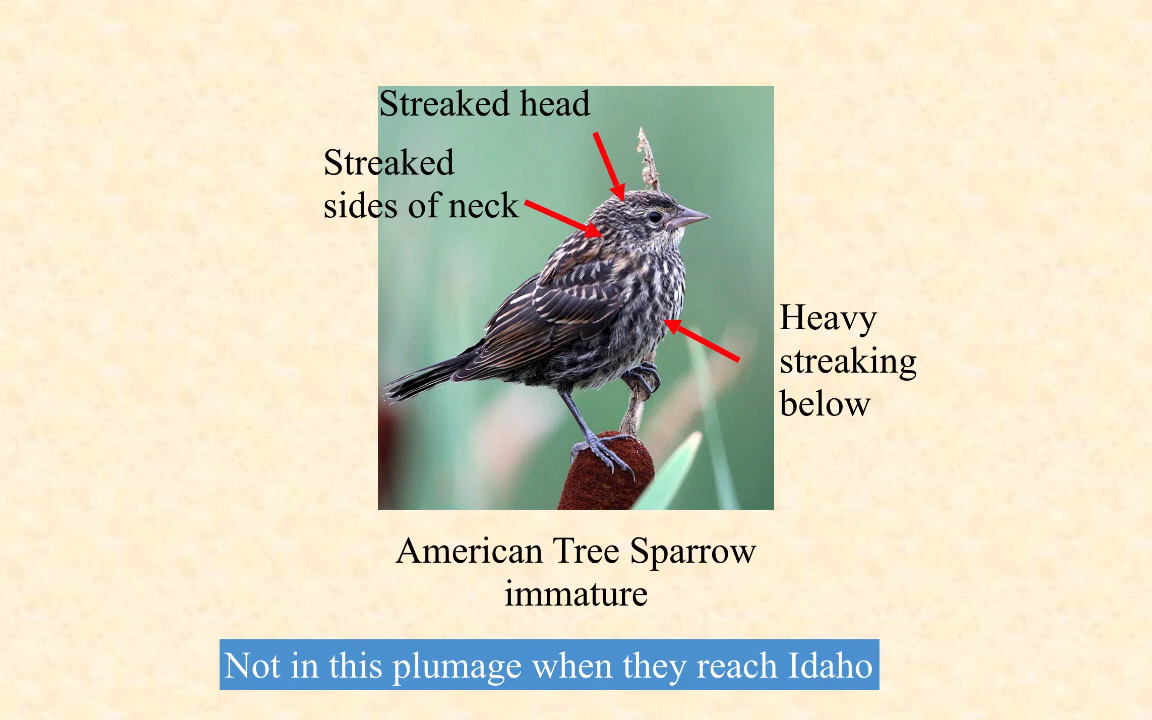 Streaked head
Streaked
sides of neck
Heavy
streaking
below
American Tree Sparrow
immature
Not in this plumage when they reach Idaho